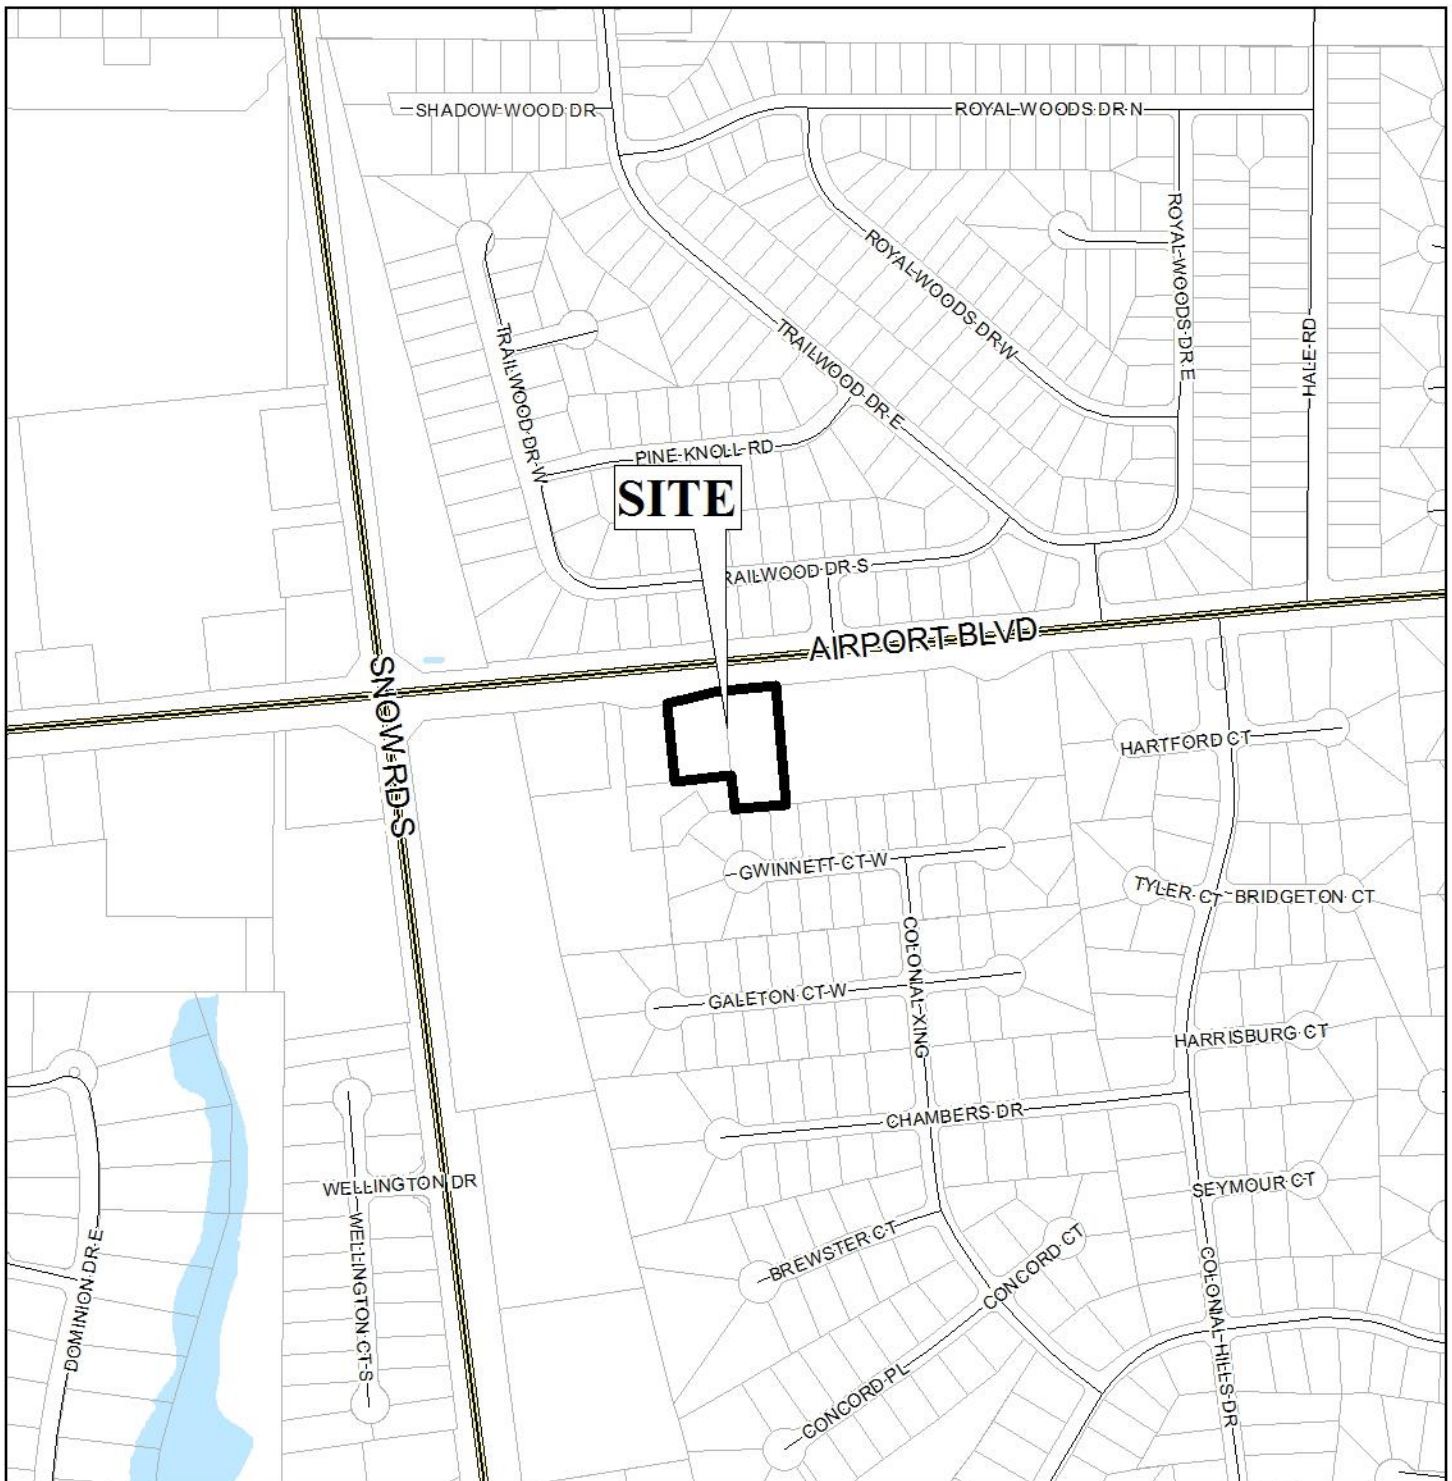 SHADOW WOOD DR
ROYAL WOODS DR N
ROYAL WOODS DR E
ROYAL WOODS DR W
HALE RD
TRAILWOOD DR W
TRAILWOOD DR E
PINE KNOLL RD
SITE
RAILWOOD DR S
AIRPORT BLVD
SNOW RD S
HARTFORD CT
GWINNETT CT W
TYLER CT
BRIDGETON CT
COLONIAL XING
GALETON CT W
HARRISBURG CT
CHAMBERS DR
WELLINGTON DR
SEYMOUR CT
WELLINGTON CT S
DOMINION DR E
BREWSTER CT
CONCORD CT
COLONIAL HILLS DR
CONCORD PL